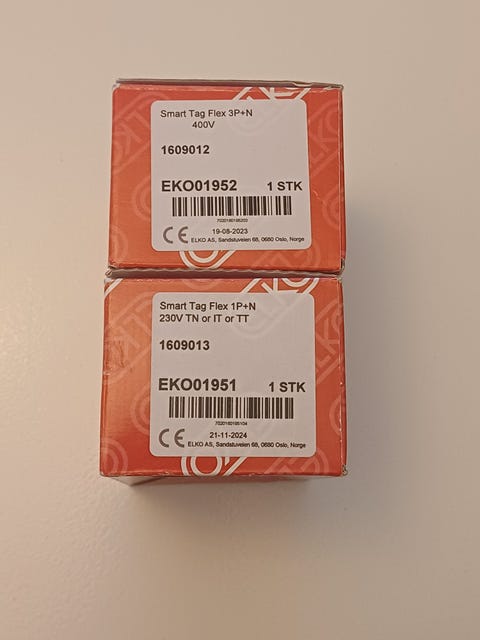 Smart Tag Flex 3P+N
400V
1609012
EKO01952 1 STK
19-08-2023
CE ELKO AS, Sandstuveien 68, 0680 Oslo, Norge
Smart Tag Flex 1P+N
230V TN or IT or TT
1609013
EKO01951 1 STK
21-11-2024
CE ELKO AS, Sandstuveien 68, 0680 Oslo, Norge